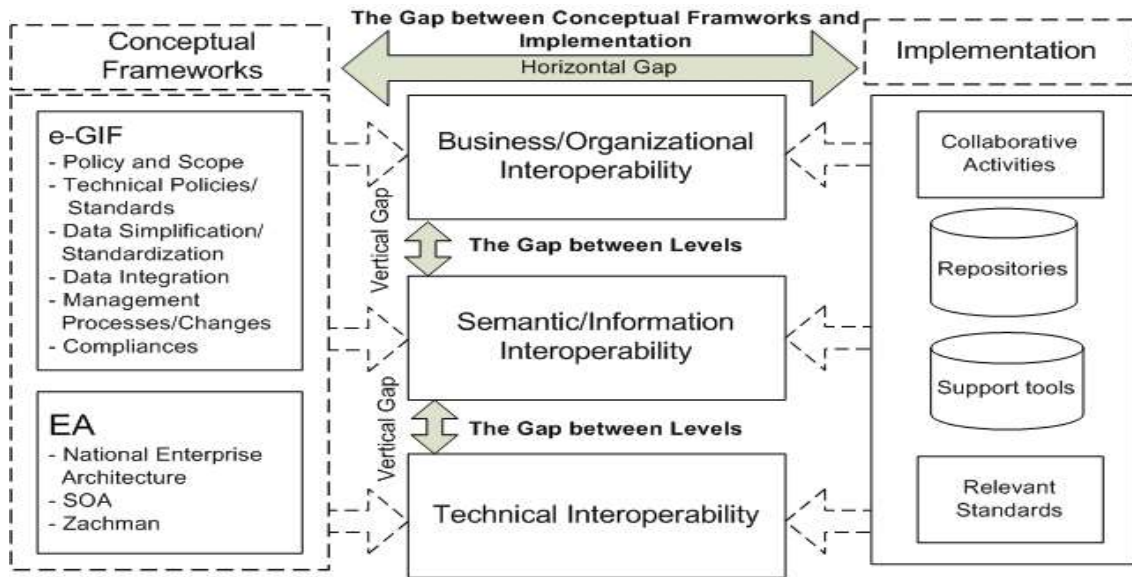 The Gap between Conceptual Framworks and
Implementation
Horizontal Gap
Conceptual
Frameworks
e-GIF
- Policy and Scope
- Technical Policies/
Standards
- Data Simplification/
Standardization
- Data Integration
- Management
Processes/Changes
- Compliances
EA
- National Enterprise
Architecture
- SOA
- Zachman
Business/Organizational
Interoperability
Vertical Gap
The Gap between Levels
Semantic/Information
Interoperability
Vertical Gap
The Gap between Levels
Technical Interoperability
Implementation
Collaborative
Activities
Repositories
Support tools
Relevant
Standards